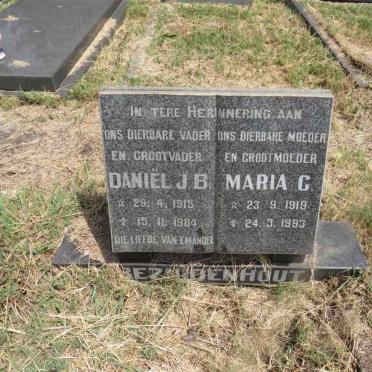 IN TERE HERINNERING AAN
ONS DIERBARE VADER
EN GROOTVADER
DANIEL J.B.
☆ 29. 4. 1915
✝ 15. 11. 1984
DIE LIEFDE VAN EMANUEL
ONS DIERBARE MOEDER
EN GROOTMOEDER
MARIA C.
☆ 23. 9. 1919
✝ 24. 3. 1993
BEZUIDENHOUT